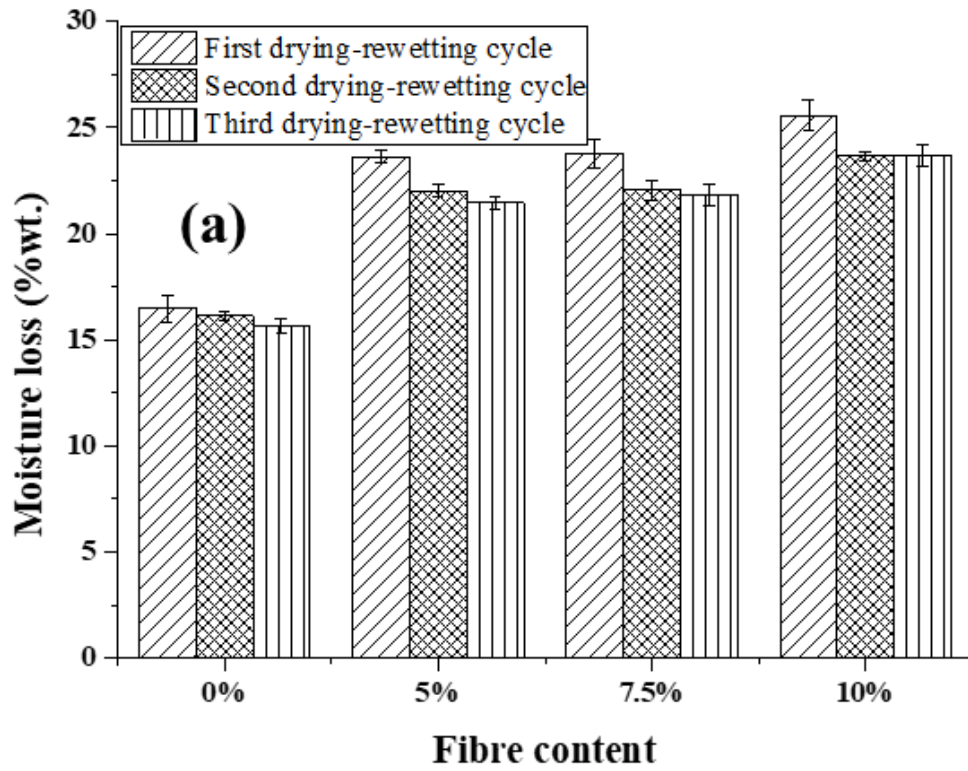 30
25
20
15
10
5
0
Moisture loss (%wt.)
First drying-rewetting cycle
Second drying-rewetting cycle
Third drying-rewetting cycle
(a)
0% 5% 7.5% 10%
Fibre content